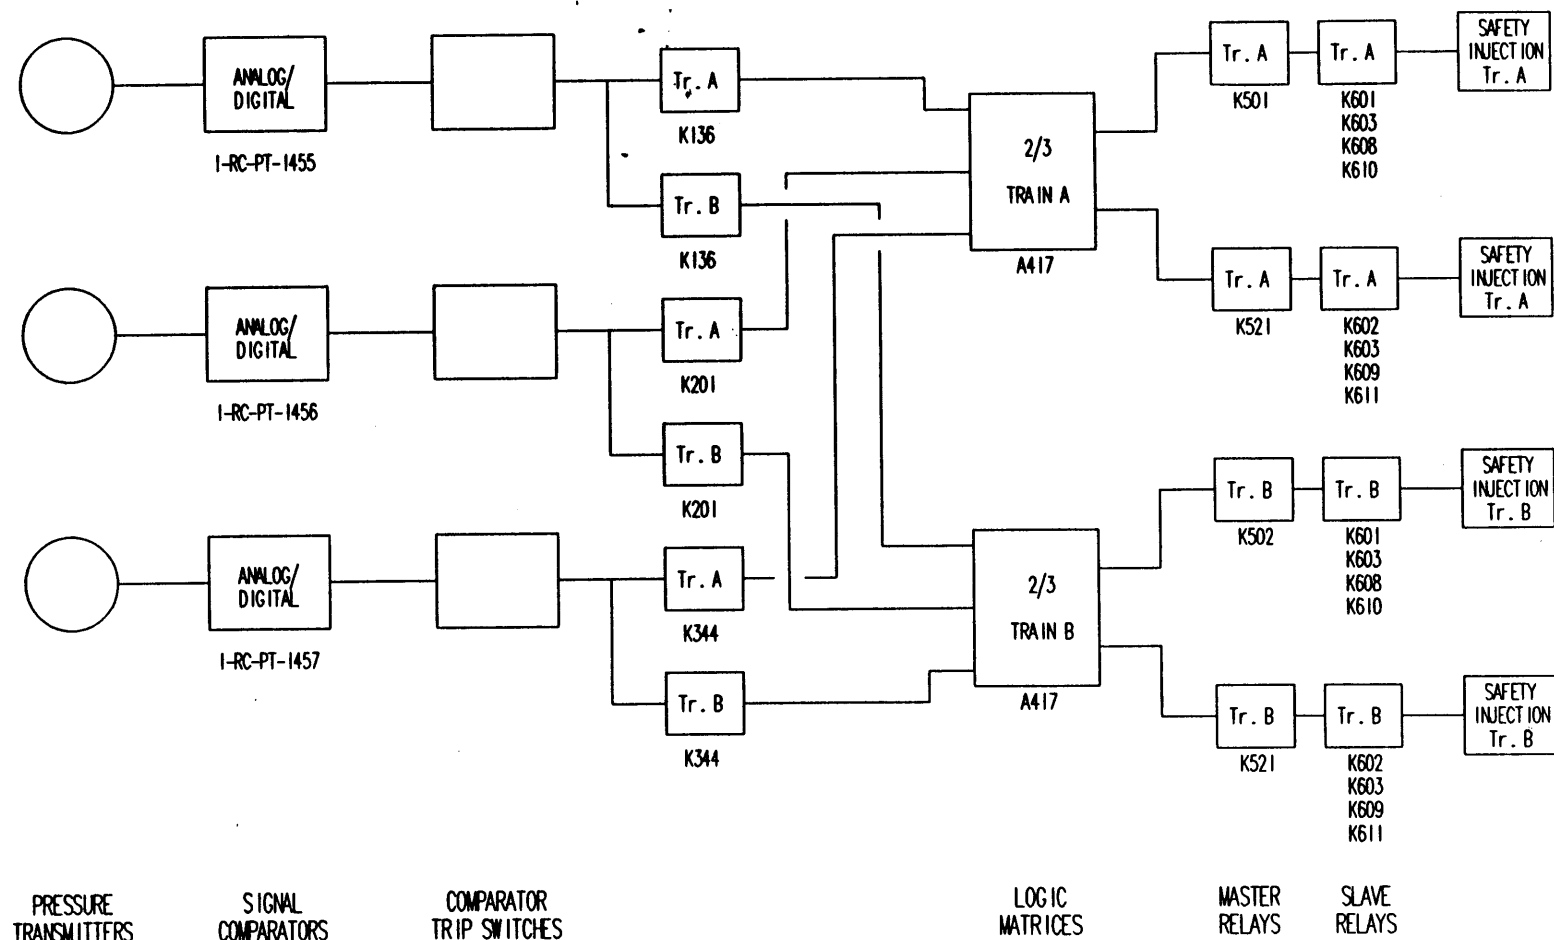 ANALOG/
DIGITAL
1-RC-PT-1455
Tr. A
K136
Tr. B
K136
2/3
TRAIN A
A417
Tr. A
K501
Tr. A
K601
K603
K608
K610
SAFETY
INJECTION
Tr. A
Tr. A
K521
Tr. A
K602
K603
K609
K611
SAFETY
INJECTION
Tr. A
ANALOG/
DIGITAL
1-RC-PT-1456
Tr. A
K201
Tr. B
K201
ANALOG/
DIGITAL
1-RC-PT-1457
Tr. A
K344
Tr. B
K344
2/3
TRAIN B
A417
Tr. B
K502
Tr. B
K601
K603
K608
K610
SAFETY
INJECTION
Tr. B
Tr. B
K521
Tr. B
K602
K603
K609
K611
SAFETY
INJECTION
Tr. B
PRESSURE
TRANSMITTERS
SIGNAL
COMPARATORS
COMPARATOR
TRIP SWITCHES
LOGIC
MATRICES
MASTER
RELAYS
SLAVE
RELAYS